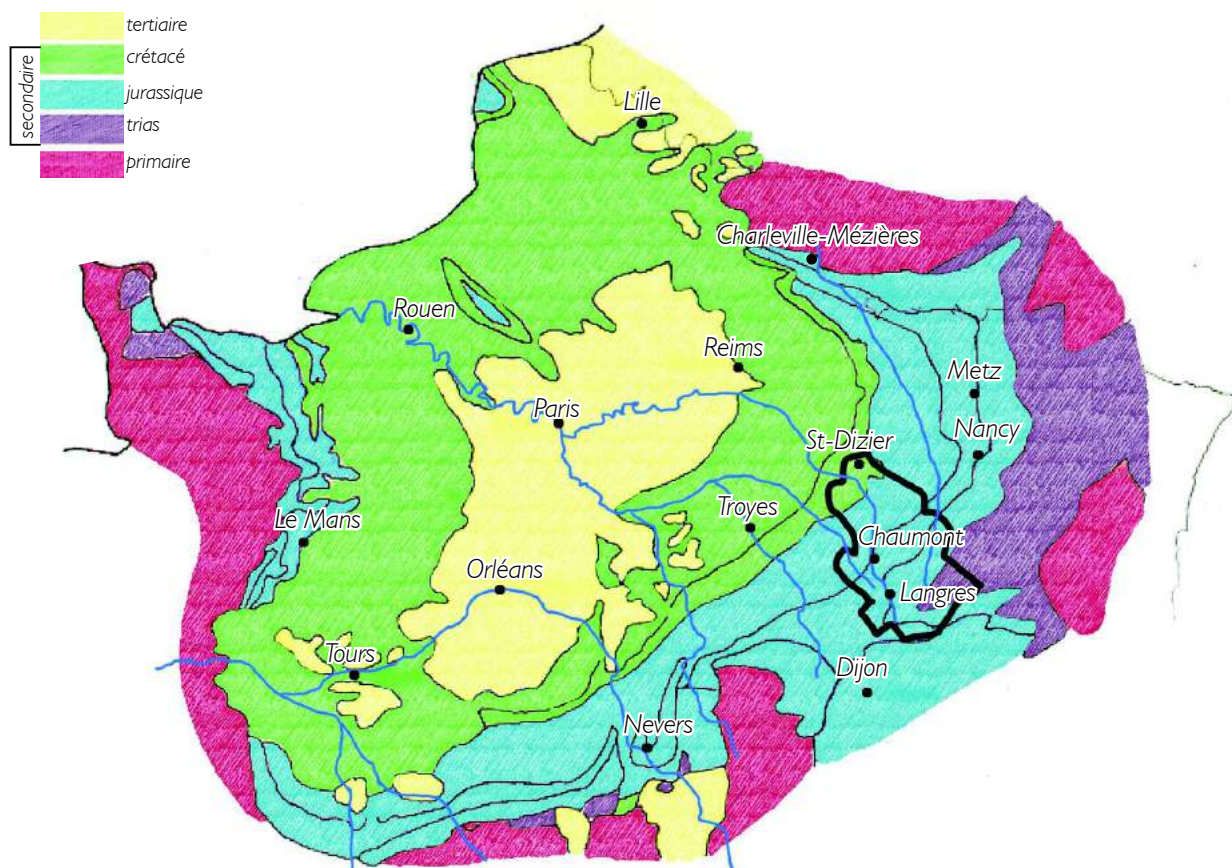 tertiaire
crétacé
jurassique
trias
primaire
secondaire
Lille
Charleville-Mézières
Rouen
Reims
Metz
Paris
Nancy
St-Dizier
Troyes
Le Mans
Chaumont
Orléans
Langres
Tours
Dijon
Nevers